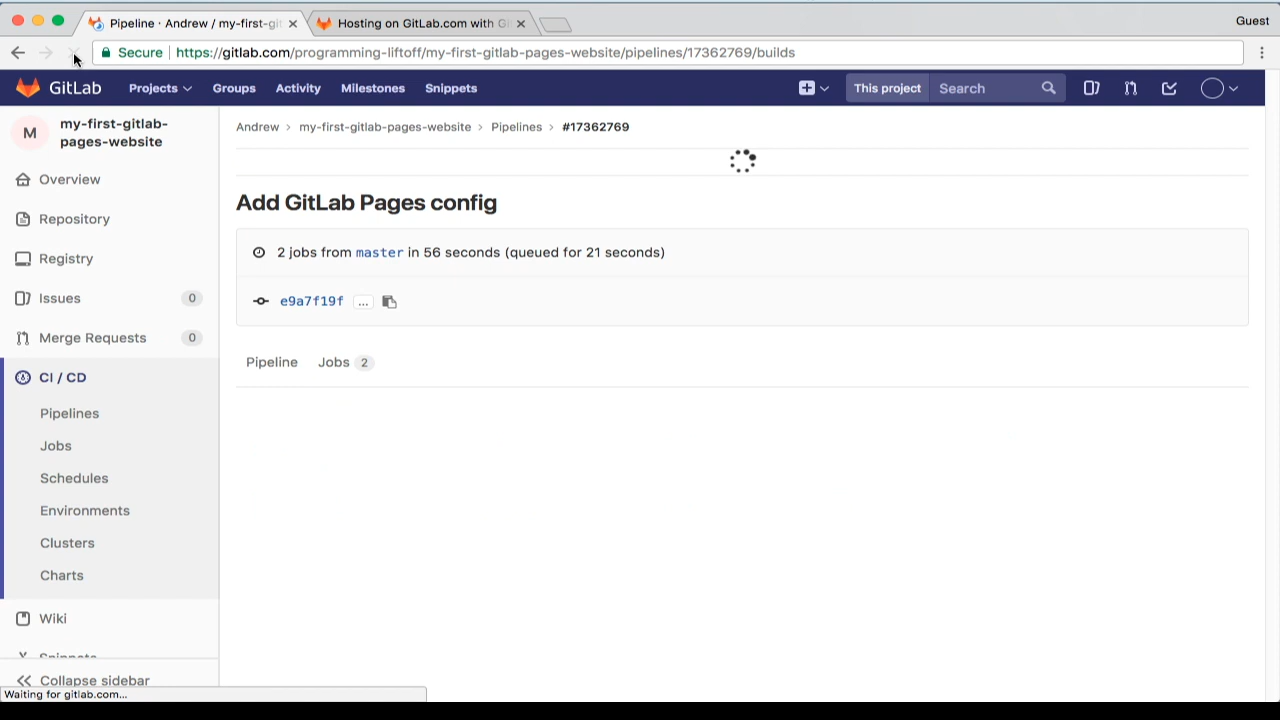 Pipeline · Andrew / my-first-git
Hosting on GitLab.com with Gi
Guest
Secure
https://gitlab.com/programming-liftoff/my-first-gitlab-pages-website/pipelines/17362769/builds
GitLab
Projects
Groups
Activity
Milestones
Snippets
This project
Search
M
my-first-gitlab-
pages-website
Andrew > my-first-gitlab-pages-website > Pipelines > #17362769
Overview
Repository
Registry
Issues 0
Merge Requests 0
CI / CD
Pipelines
Jobs
Schedules
Environments
Clusters
Charts
Wiki
Snippets
Collapse sidebar
Add GitLab Pages config
2 jobs from master in 56 seconds (queued for 21 seconds)
e9a7f19f ...
Pipeline
Jobs 2
Waiting for gitlab.com...